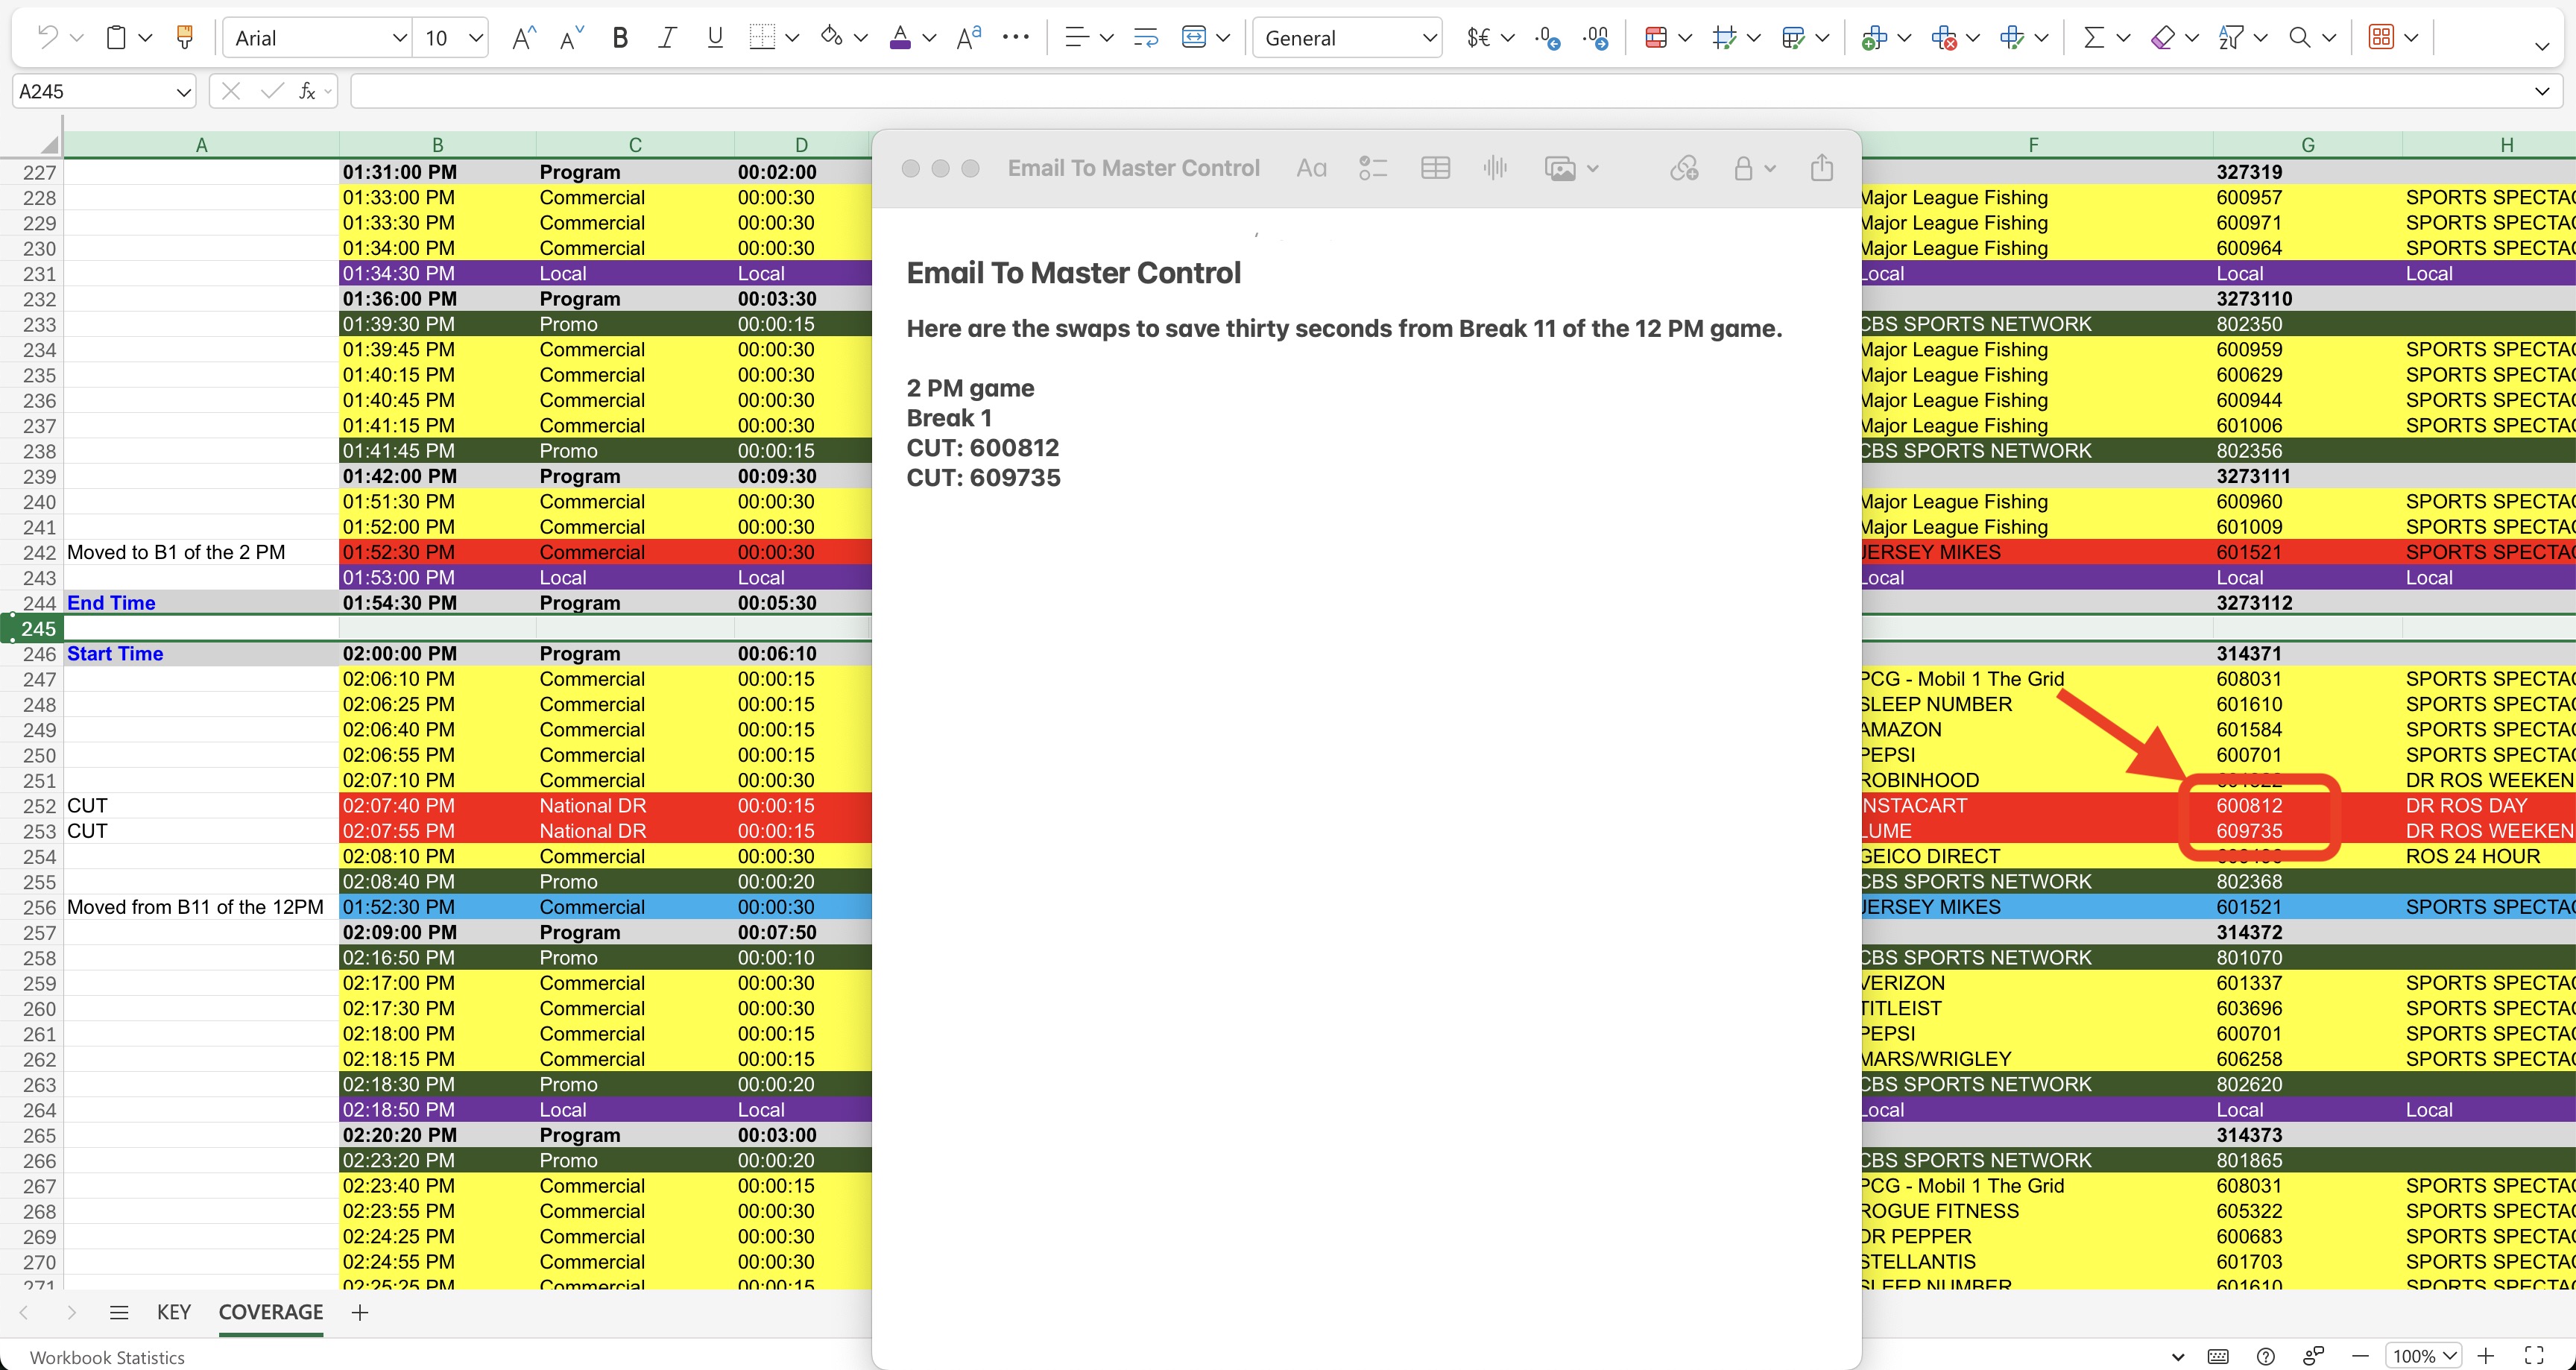 Arial 10 General
A245 fx
A B C D F G H
227 01:31:00 PM Program 00:02:00 327319
228 01:33:00 PM Commercial 00:00:30 Major League Fishing 600957 SPORTS
229 01:33:30 PM Commercial 00:00:30 Major League Fishing 600971 SPORTS
230 01:34:00 PM Commercial 00:00:30 Major League Fishing 600964 SPORTS
231 01:34:30 PM Local Local Local Local Local
232 01:36:00 PM Program 00:03:30 3273110
233 01:39:30 PM Promo 00:00:15 CBS SPORTS NETWORK 802350
234 01:39:45 PM Commercial 00:00:30 Major League Fishing 600959 SPORTS
235 01:40:15 PM Commercial 00:00:30 Major League Fishing 600629 SPORTS
236 01:40:45 PM Commercial 00:00:30 Major League Fishing 600944 SPORTS
237 01:41:15 PM Commercial 00:00:30 Major League Fishing 601006 SPORTS
238 01:41:45 PM Promo 00:00:15 CBS SPORTS NETWORK 802356
239 01:42:00 PM Program 00:09:30 3273111
240 01:51:30 PM Commercial 00:00:30 Major League Fishing 600960 SPORTS
241 01:52:00 PM Commercial 00:00:30 Major League Fishing 601009 SPORTS
242 Moved to B1 of the 2 PM 01:52:30 PM Commercial 00:00:30 JERSEY MIKES 601521 SPORTS
243 01:53:00 PM Local Local Local Local Local
244 End Time 01:54:30 PM Program 00:05:30 3273112
245
246 Start Time 02:00:00 PM Program 00:06:10 314371
247 02:06:10 PM Commercial 00:00:15 PCG - Mobil 1 The Grid 608031 SPORTS
248 02:06:25 PM Commercial 00:00:15 SLEEP NUMBER 601610 SPORTS
249 02:06:40 PM Commercial 00:00:15 AMAZON 601584 SPORTS
250 02:06:55 PM Commercial 00:00:15 PEPSI 600701 SPORTS
251 02:07:10 PM Commercial 00:00:30 ROBINHOOD DR ROS
252 CUT 02:07:40 PM National DR 00:00:15 INSTACART 600812 DR ROS DAY
253 CUT 02:07:55 PM National DR 00:00:15 LUME 609735 DR ROS
254 02:08:10 PM Commercial 00:00:30 GEICO DIRECT ROS 24 HOUR
255 02:08:40 PM Promo 00:00:20 CBS SPORTS NETWORK 802368
256 Moved from B11 of the 12PM 01:52:30 PM Commercial 00:00:30 JERSEY MIKES 601521 SPORTS
257 02:09:00 PM Program 00:07:50 314372
258 02:16:50 PM Promo 00:00:10 CBS SPORTS NETWORK 801070
259 02:17:00 PM Commercial 00:00:30 VERIZON 601337 SPORTS
260 02:17:30 PM Commercial 00:00:30 TITLEIST 603696 SPORTS
261 02:18:00 PM Commercial 00:00:15 PEPSI 600701 SPORTS
262 02:18:15 PM Commercial 00:00:15 MARS/WRIGLEY 606258 SPORTS
263 02:18:30 PM Promo 00:00:20 CBS SPORTS NETWORK 802620
264 02:18:50 PM Local Local Local Local Local
265 02:20:20 PM Program 00:03:00 314373
266 02:23:20 PM Promo 00:00:20 CBS SPORTS NETWORK 801865
267 02:23:40 PM Commercial 00:00:15 PCG - Mobil 1 The Grid 608031 SPORTS
268 02:23:55 PM Commercial 00:00:30 ROGUE FITNESS 605322 SPORTS
269 02:24:25 PM Commercial 00:00:30 DR PEPPER 600683 SPORTS
270 02:24:55 PM Commercial 00:00:30 STELLANTIS 601703 SPORTS
271 02:25:25 PM Commercial 00:00:15 SLEEP NUMBER 601610 SPORTS
Email To Master Control Aa
Email To Master Control
Here are the swaps to save thirty seconds from Break 11 of the 12 PM game.
2 PM game
Break 1
CUT: 600812
CUT: 609735
KEY COVERAGE
Workbook Statistics 100%